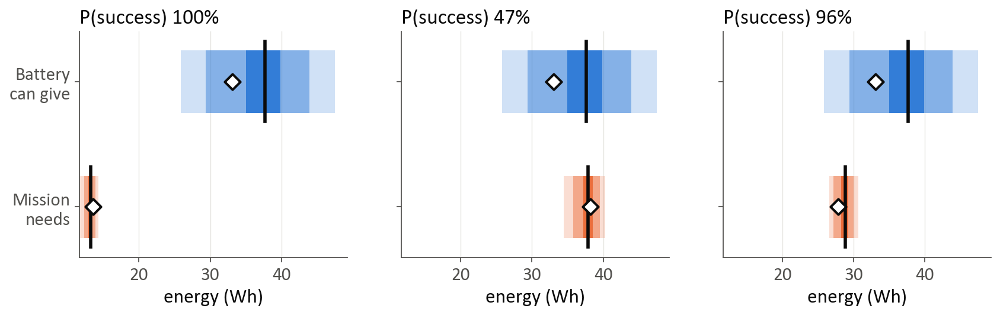 P(success) 100%
P(success) 47%
P(success) 96%
Battery
can give
Mission
needs
20 30 40
20 30 40
20 30 40
energy (Wh)
energy (Wh)
energy (Wh)